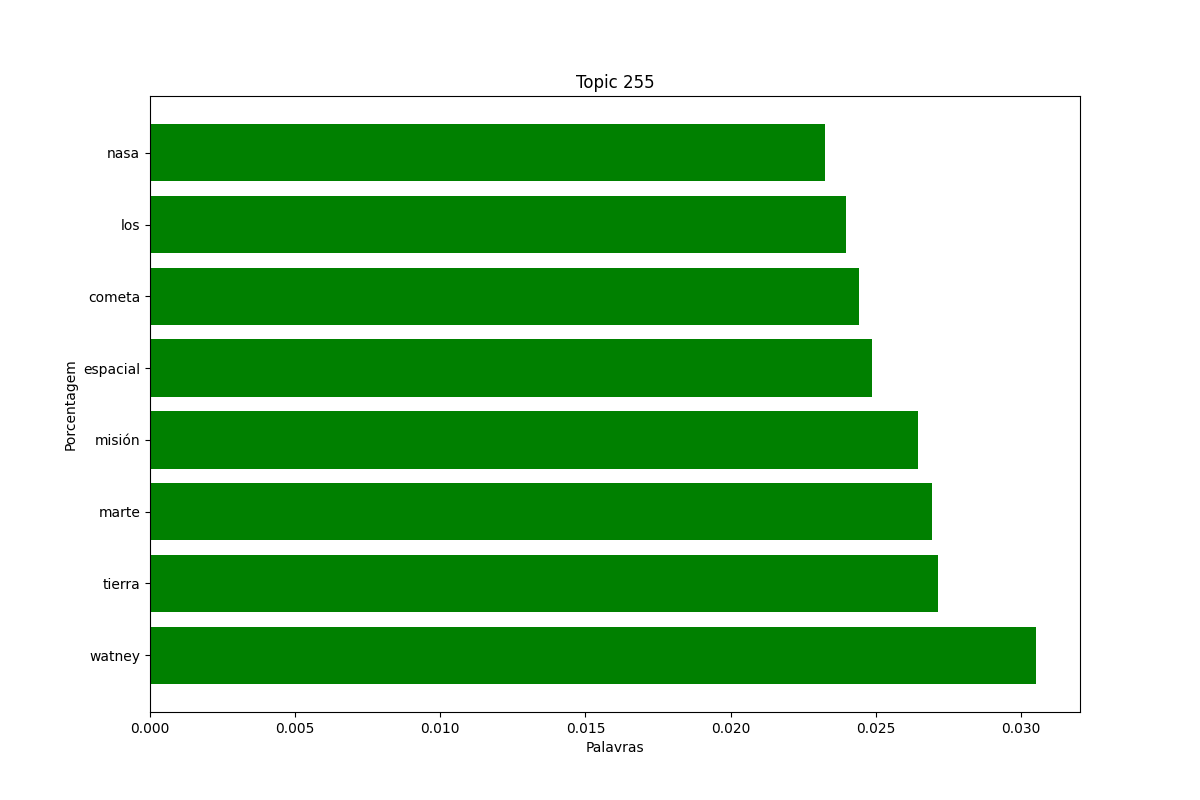 Topic 255
nasa
los
cometa
espacial
misión
marte
tierra
watney
Porcentagem
0.000 0.005 0.010 0.015 0.020 0.025 0.030
Palavras